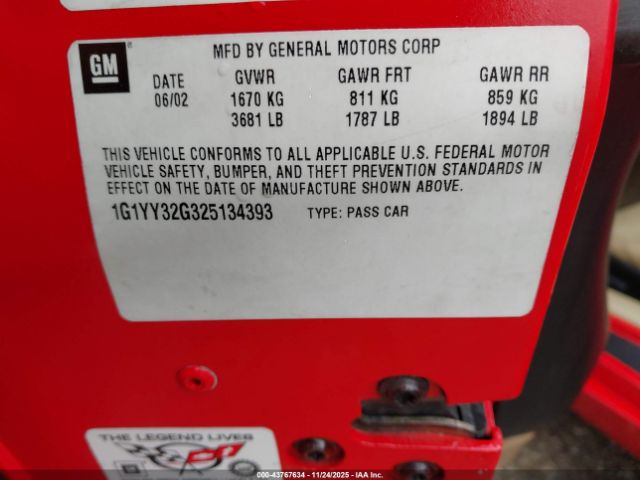 GM
MFD BY GENERAL MOTORS CORP
DATE GVWR GAWR FRT GAWR RR
06/02 1670 KG 811 KG 859 KG
3681 LB 1787 LB 1894 LB
THIS VEHICLE CONFORMS TO ALL APPLICABLE U.S. FEDERAL MOTOR
VEHICLE SAFETY, BUMPER, AND THEFT PREVENTION STANDARDS IN
EFFECT ON THE DATE OF MANUFACTURE SHOWN ABOVE.
1G1YY32G325134393 TYPE: PASS CAR
THE LEGEND LIVES
000-43767634 | 11/24/2025 - IAAI.COM